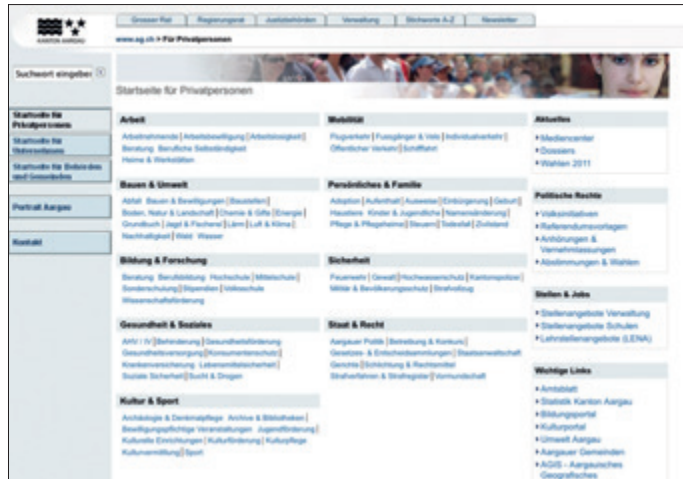 Grosser Rat Regierungsrat Justizbehörden Verwaltung Stichworte A-Z Newsletter
KANTON AARGAU
www.ag.ch > Für Privatpersonen
Suchwort eingeben
Startseite für Privatpersonen
Startseite für
Privatpersonen
Startseite für
Unternehmen
Startseite für Behörden
und Gemeinden
Portrait Aargau
Kontakt
Arbeit
Arbeitnehmende | Arbeitsbewilligung | Arbeitslosigkeit |
Beratung Berufliche Selbständigkeit
Heime & Werkstätten
Bauen & Umwelt
Abfall Bauen & Bewilligungen | Baustellen |
Boden, Natur & Landschaft | Chemie & Gifte | Energie |
Grundbuch | Jagd & Fischerei | Lärm | Luft & Klima |
Nachhaltigkeit | Wald Wasser
Bildung & Forschung
Beratung Berufsbildung Hochschule | Mittelschule |
Sonderschulung | Stipendien | Volksschule
Wissenschaftsförderung
Gesundheit & Soziales
AHV / IV | Behinderung | Gesundheitsförderung
Gesundheitsversorgung | Konsumentenschutz |
Krankenversicherung Lebensmittelsicherheit |
Soziale Sicherheit | Sucht & Drogen
Kultur & Sport
Archäologie & Denkmalpflege Archive & Bibliotheken |
Bewilligungspflichtige Veranstaltungen Jugendförderung |
Kulturelle Einrichtungen | Kulturförderung | Kulturpflege
Kulturvermittlung | Sport
Mobilität
Flugverkehr | Fussgänger & Velo | Individualverkehr |
Öffentlicher Verkehr | Schifffahrt
Persönliches & Familie
Adoption | Aufenthalt | Ausweise | Einbürgerung | Geburt |
Haustiere Kinder & Jugendliche | Namensänderung |
Pflege & Pflegeheime | Steuern | Todesfall | Zivilstand
Sicherheit
Feuerwehr | Gewalt | Hochwasserschutz | Kantonspolizei |
Militär & Bevölkerungsschutz | Strafvollzug
Staat & Recht
Aargauer Politik | Betreibung & Konkurs |
Gesetzes- & Entscheidsammlungen | Staatsanwaltschaft
Gerichte | Schlichtung & Rechtsmittel
Strafverfahren & Strafregister | Vormundschaft
Aktuelles
Mediencenter
Dossiers
Wahlen 2011
Politische Rechte
Volksinitiativen
Referendumsvorlagen
Anhörungen &
Vernehmlassungen
Abstimmungen & Wahlen
Stellen & Jobs
Stellenangebote Verwaltung
Stellenangebote Schulen
Lehrstellenangebote (LENA)
Wichtige Links
Amtsblatt
Statistik Kanton Aargau
Bildungsportal
Kulturportal
Umwelt Aargau
Aargauer Gemeinden
AGIS - Aargauisches
Geografisches